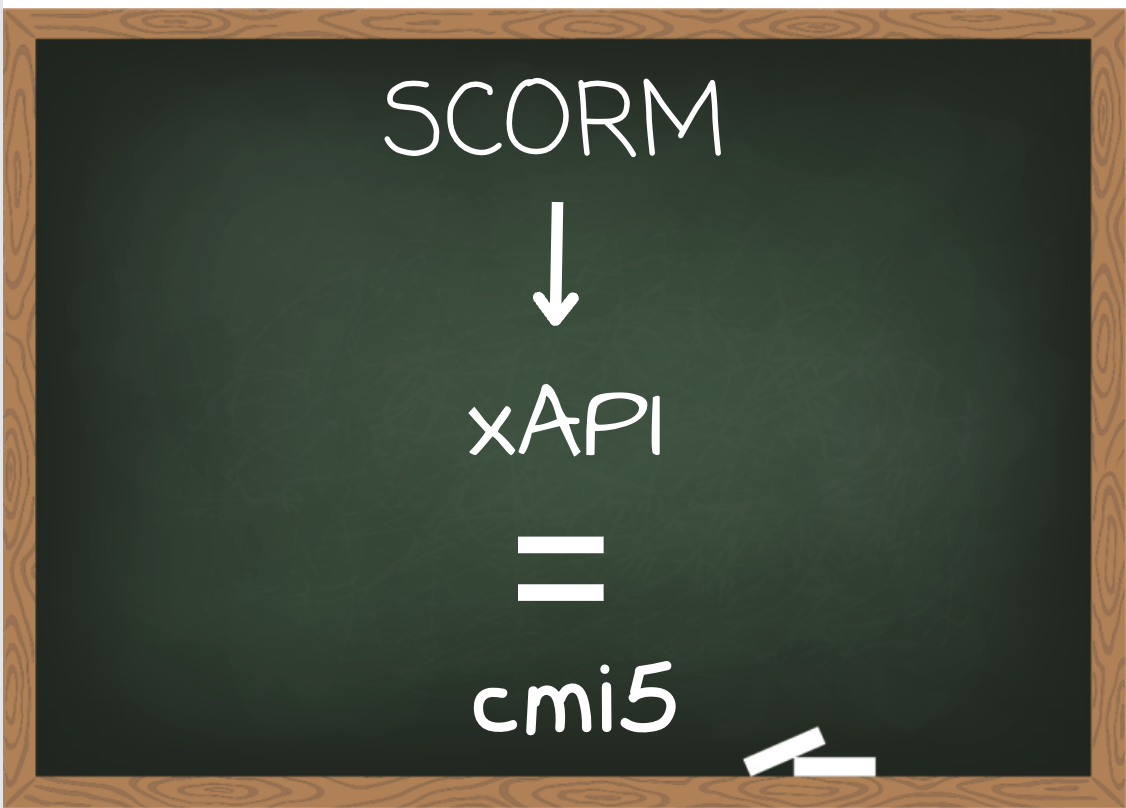 SCORM
↓
xAPI
=
cmi5